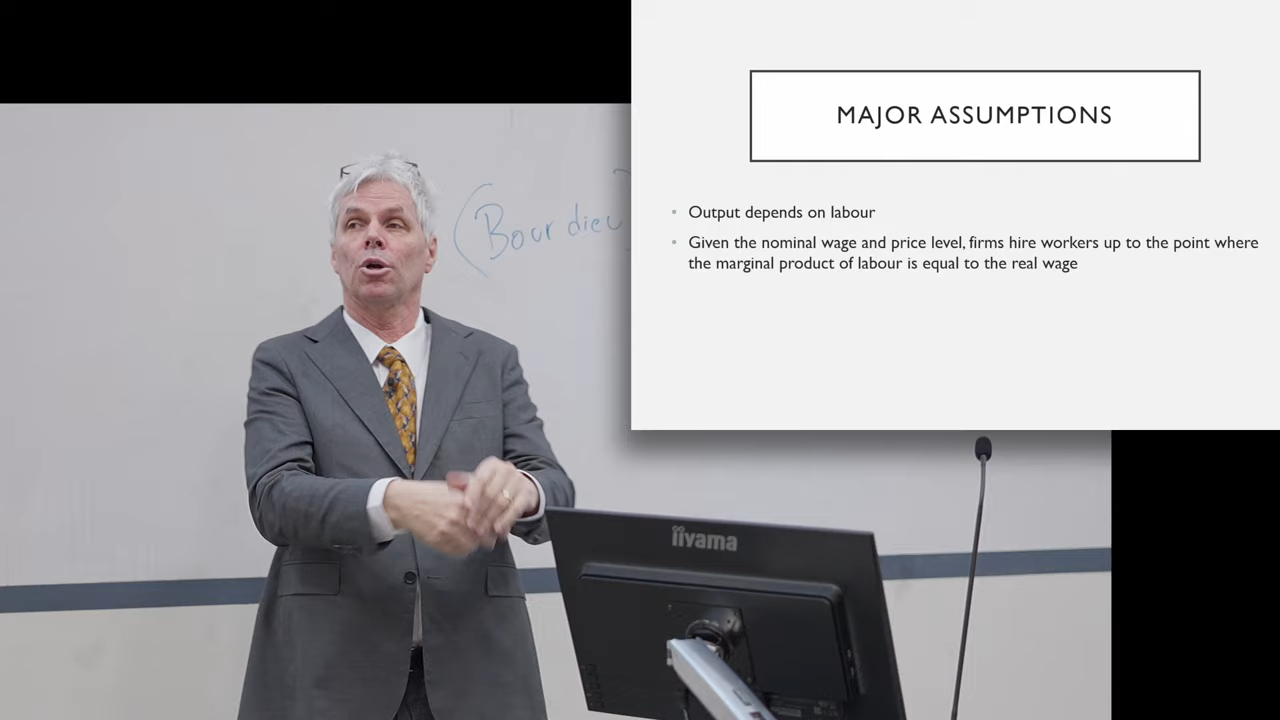 MAJOR ASSUMPTIONS
• Output depends on labour
• Given the nominal wage and price level, firms hire workers up to the point where
the marginal product of labour is equal to the real wage
(Bourdieu
iiyama